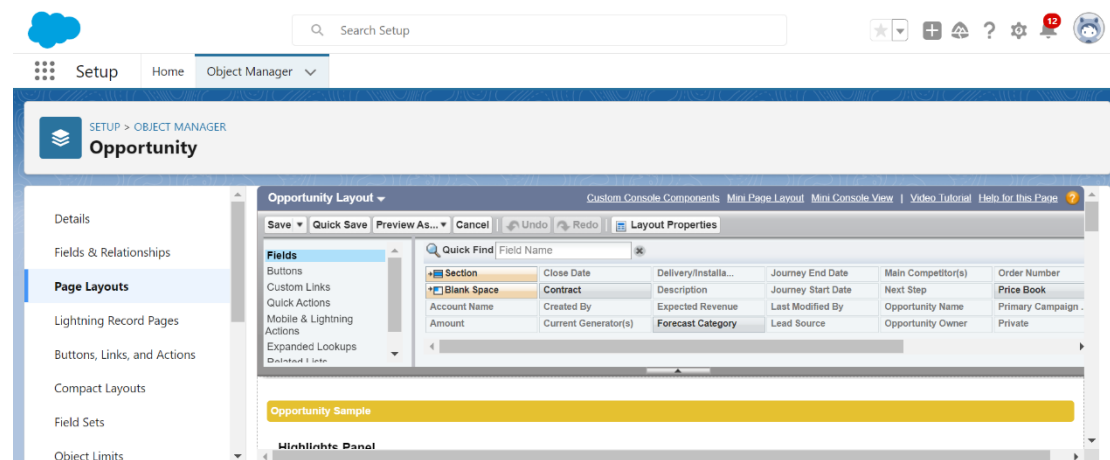 Search Setup
12
Setup Home Object Manager
SETUP > OBJECT MANAGER
Opportunity
Details
Fields & Relationships
Page Layouts
Lightning Record Pages
Buttons, Links, and Actions
Compact Layouts
Field Sets
Object Limits
Opportunity Layout Custom Console Components Mini Page Layout Mini Console View | Video Tutorial Help for this Page ?
Save Quick Save Preview As... Cancel Undo Redo Layout Properties
Fields
Buttons
Custom Links
Quick Actions
Mobile & Lightning
Actions
Expanded Lookups
Related Lists
Quick Find Field Name
Section Close Date Delivery/Installa... Journey End Date Main Competitor(s) Order Number
Blank Space Contract Description Journey Start Date Next Step Price Book
Account Name Created By Expected Revenue Last Modified By Opportunity Name Primary Campaign .
Amount Current Generator(s) Forecast Category Lead Source Opportunity Owner Private
Opportunity Sample
Highlights Panel